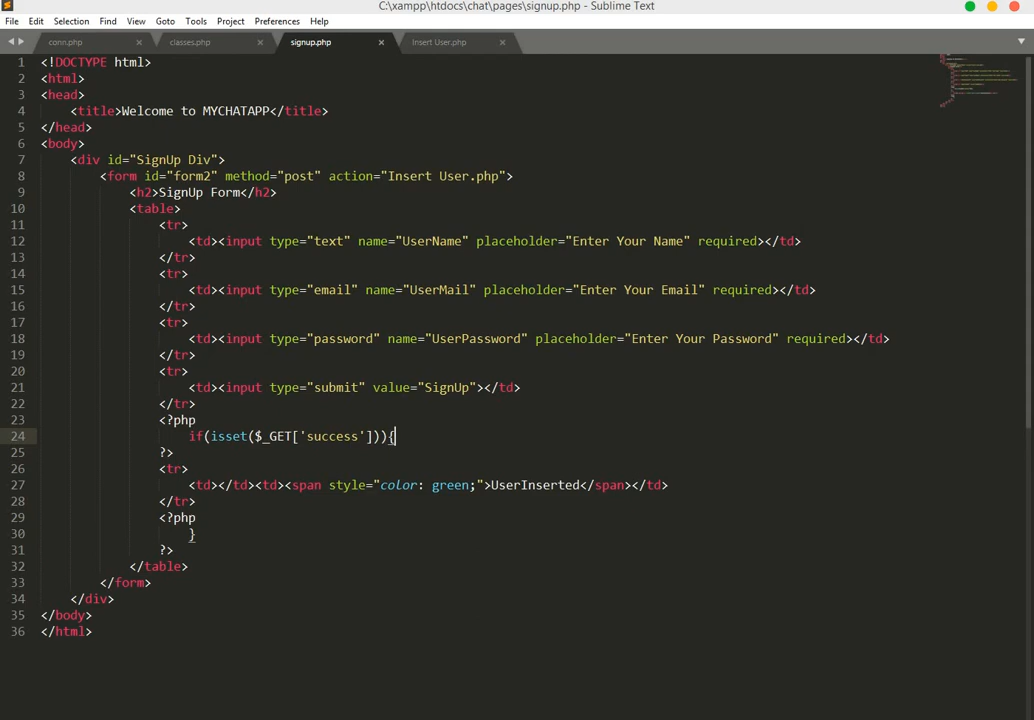 C:\xampp\htdocs\chat\pages\signup.php - Sublime Text
File Edit Selection Find View Goto Tools Project Preferences Help
conn.php × classes.php × signup.php × Insert User.php ×
1 <!DOCTYPE html>
2 <html>
3 <head>
4 <title>Welcome to MYCHATAPP</title>
5 </head>
6 <body>
7 <div id="SignUp Div">
8 <form id="form2" method="post" action="Insert User.php">
9 <h2>SignUp Form</h2>
10 <table>
11 <tr>
12 <td><input type="text" name="UserName" placeholder="Enter Your Name" required></td>
13 </tr>
14 <tr>
15 <td><input type="email" name="UserMail" placeholder="Enter Your Email" required></td>
16 </tr>
17 <tr>
18 <td><input type="password" name="UserPassword" placeholder="Enter Your Password" required></td>
19 </tr>
20 <tr>
21 <td><input type="submit" value="SignUp"></td>
22 </tr>
23 <?php
24 if(isset($_GET['success'])){
25 ?>
26 <tr>
27 <td></td><td><span style="color: green;">UserInserted</span></td>
28 </tr>
29 <?php
30 }
31 ?>
32 </table>
33 </form>
34 </div>
35 </body>
36 </html>